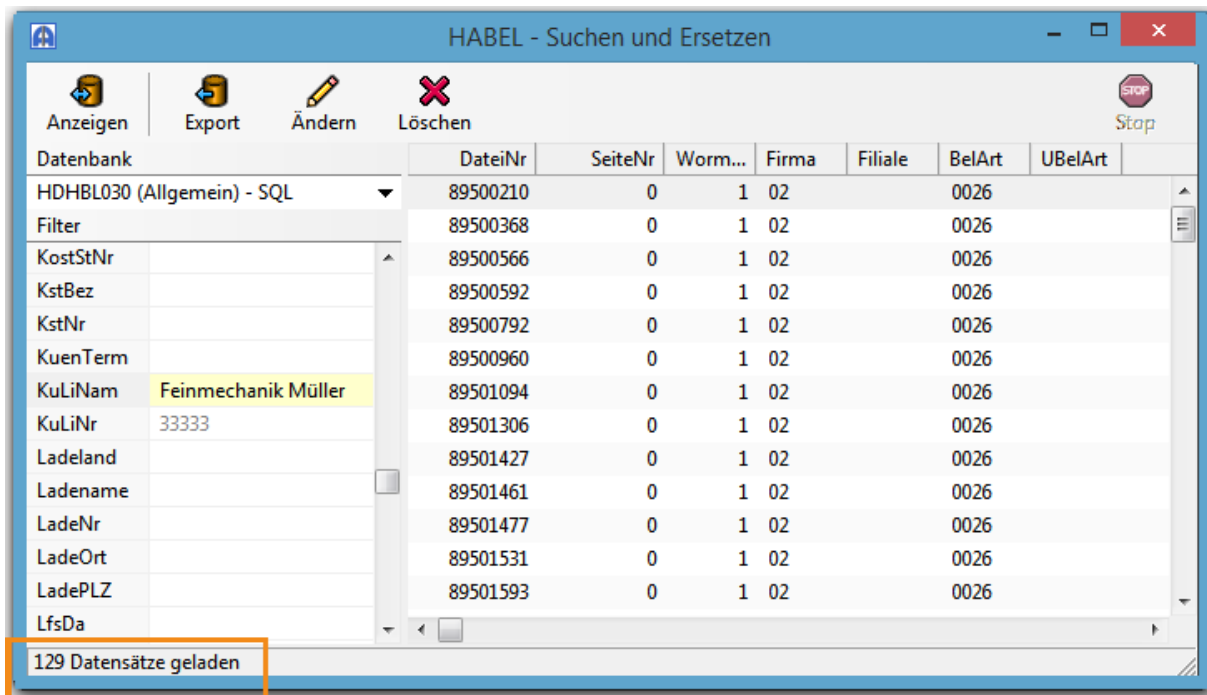 HABEL - Suchen und Ersetzen
Anzeigen Export Ändern Löschen STOP Stop
Datenbank
HDHBL030 (Allgemein) - SQL
Filter
KostStNr
KstBez
KstNr
KuenTerm
KuLiNam Feinmechanik Müller
KuLiNr 33333
Ladeland
Ladename
LadeNr
LadeOrt
LadePLZ
LfsDa
DateiNr SeiteNr Worm... Firma Filiale BelArt UBelArt
89500210 0 1 02 0026
89500368 0 1 02 0026
89500566 0 1 02 0026
89500592 0 1 02 0026
89500792 0 1 02 0026
89500960 0 1 02 0026
89501094 0 1 02 0026
89501306 0 1 02 0026
89501427 0 1 02 0026
89501461 0 1 02 0026
89501477 0 1 02 0026
89501531 0 1 02 0026
89501593 0 1 02 0026
129 Datensätze geladen